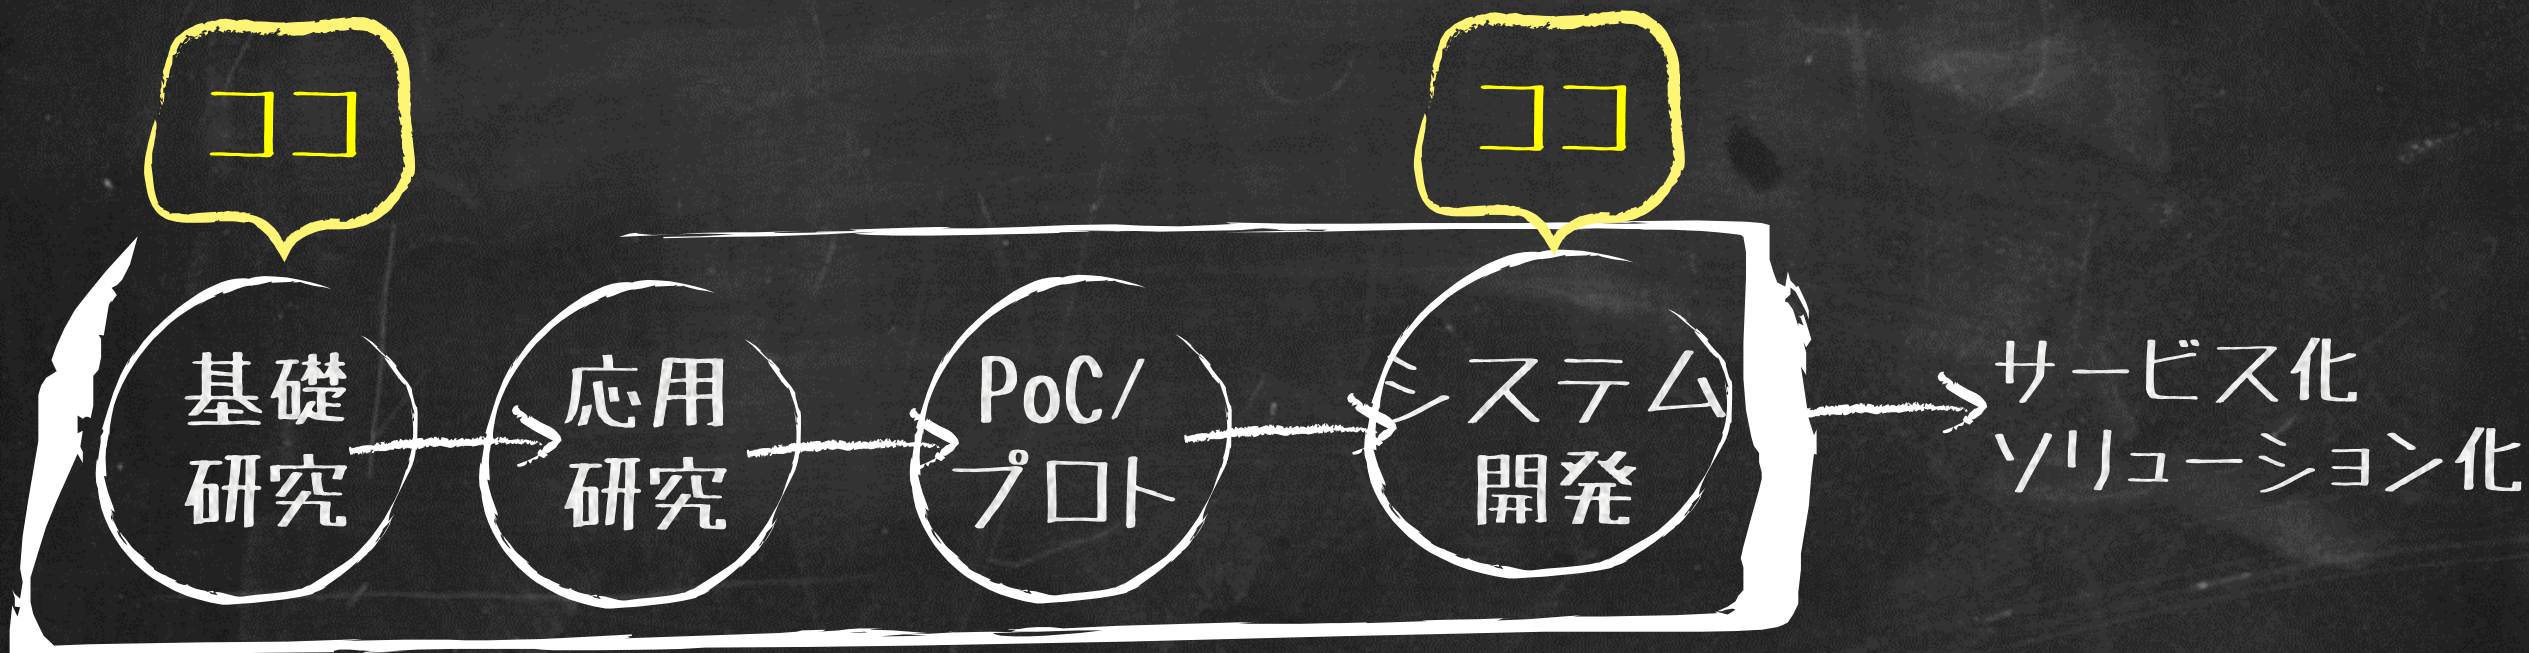 ココ
ココ
基礎
研究
応用
研究
PoC/
プロト
システム
開発
サービス化
ソリューション化